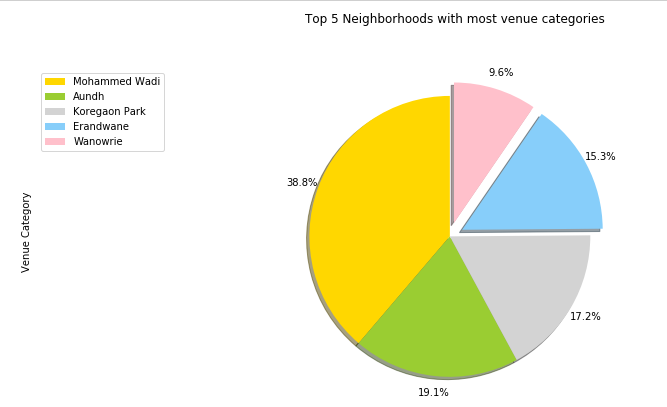 Top 5 Neighborhoods with most venue categories
Mohammed Wadi
Aundh
Koregaon Park
Erandwane
Wanowrie
9.6%
15.3%
38.8%
Venue Category
17.2%
19.1%